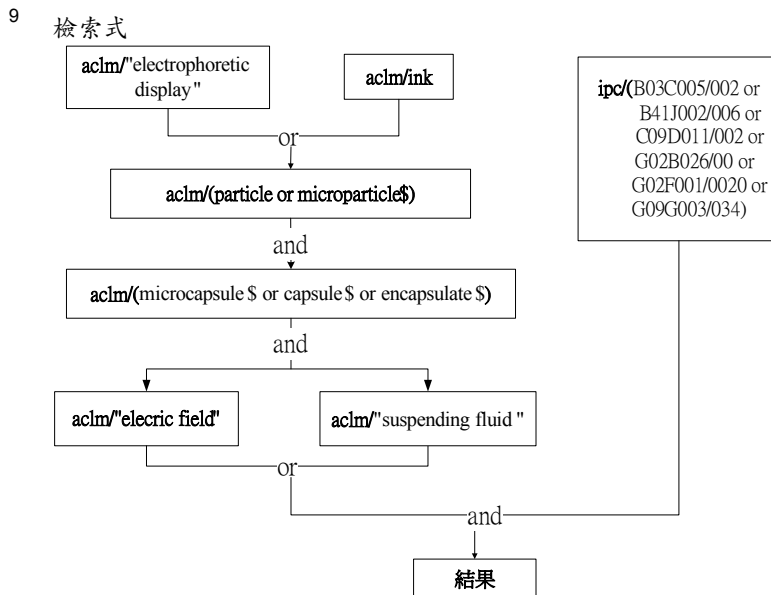 9
檢索式
aclm/"electrophoretic
display"
aclm/ink
or
aclm/(particle or microparticle$)
and
aclm/(microcapsule $ or capsule $ or encapsulate $)
and
aclm/"elecric field"
aclm/"suspending fluid "
or
ipc/(B03C005/002 or
B41J002/006 or
C09D011/002 or
G02B026/00 or
G02F001/0020 or
G09G003/034)
and
結果